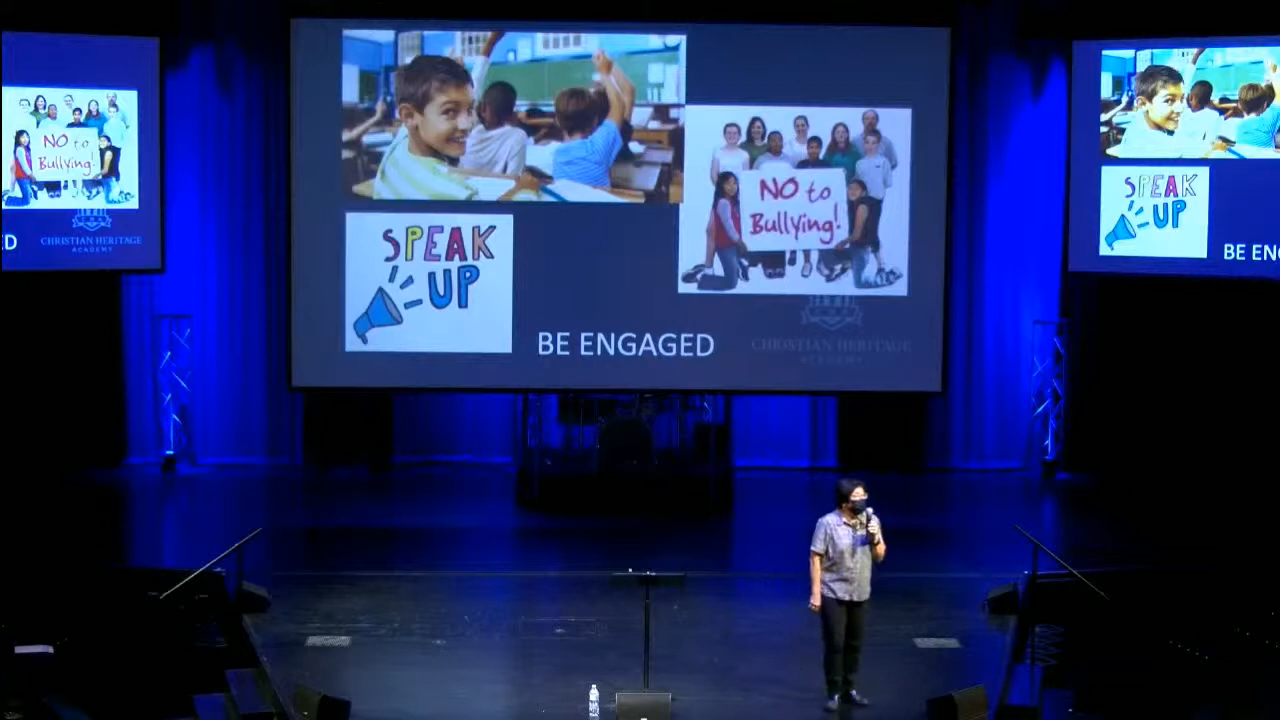 NO to
Bullying!
D
CHRISTIAN HERITAGE
ACADEMY
SPEAK
UP
NO to
Bullying!
BE ENGAGED
CHRISTIAN HERITAGE
ACADEMY
SPEAK
UP
BE EN